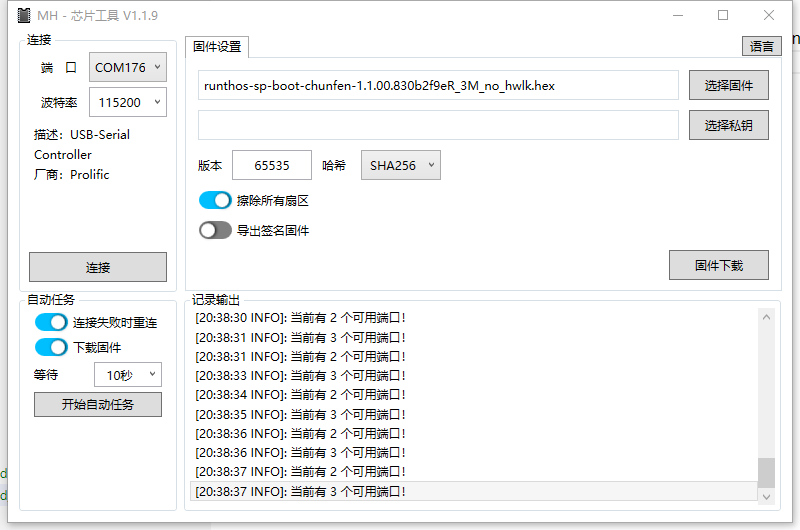 MH - 芯片工具 V1.1.9
连接
端 口 COM176
波特率 115200
描述：USB-Serial
Controller
厂商：Prolific
连接
固件设置
语言
runthos-sp-boot-chunfen-1.1.00.830b2f9eR_3M_no_hwlk.hex
选择固件
选择私钥
版本 65535 哈希 SHA256
擦除所有扇区
导出签名固件
固件下载
自动任务
连接失败时重连
下载固件
等待 10秒
开始自动任务
记录输出
[20:38:30 INFO]: 当前有 2 个可用端口!
[20:38:31 INFO]: 当前有 3 个可用端口!
[20:38:31 INFO]: 当前有 2 个可用端口!
[20:38:33 INFO]: 当前有 3 个可用端口!
[20:38:34 INFO]: 当前有 2 个可用端口!
[20:38:35 INFO]: 当前有 3 个可用端口!
[20:38:36 INFO]: 当前有 2 个可用端口!
[20:38:36 INFO]: 当前有 3 个可用端口!
[20:38:37 INFO]: 当前有 2 个可用端口!
[20:38:37 INFO]: 当前有 3 个可用端口!